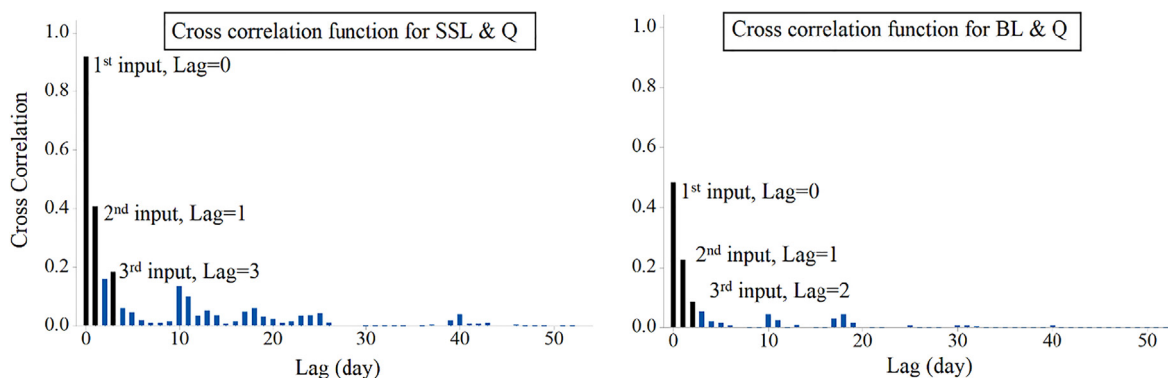 Cross correlation function for SSL & Q
1.0
0.8
0.6
0.4
0.2
0.0
Cross Correlation
1st input, Lag=0
2nd input, Lag=1
3rd input, Lag=3
0
10
20
30
40
50
Lag (day)
Cross correlation function for BL & Q
1.0
0.8
0.6
0.4
0.2
0.0
1st input, Lag=0
2nd input, Lag=1
3rd input, Lag=2
0
10
20
30
40
50
Lag (day)